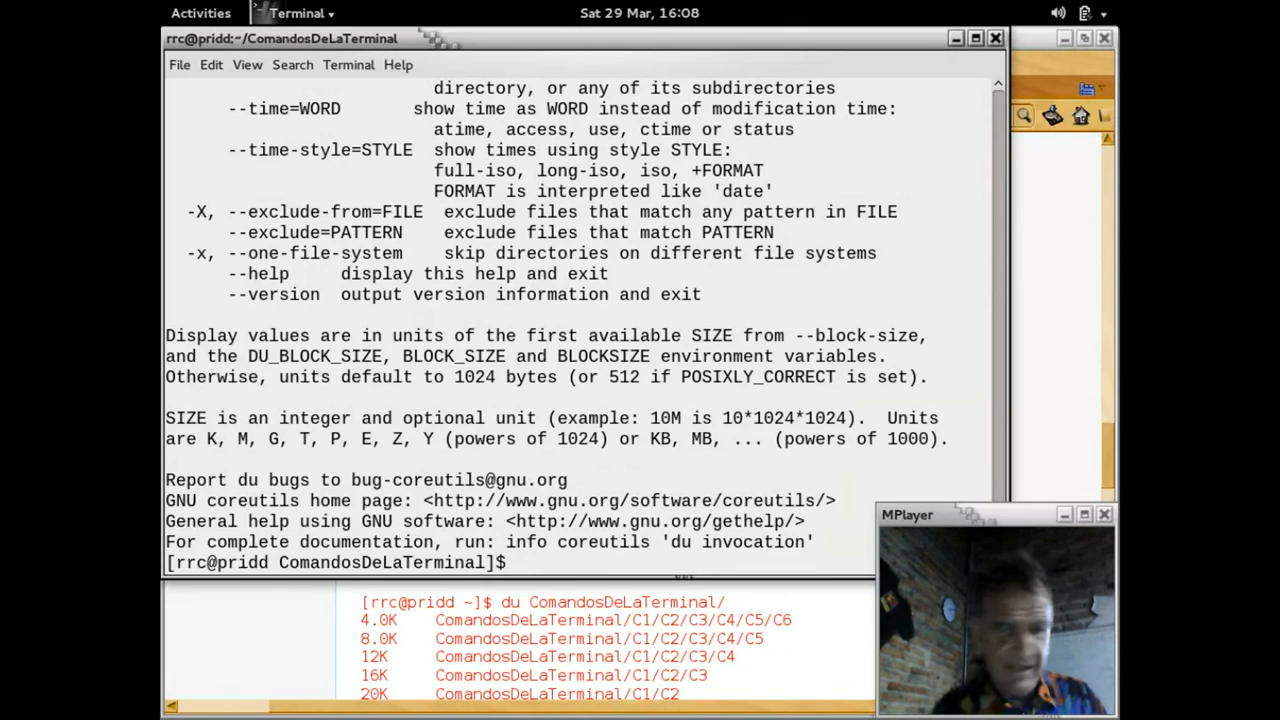 Activities
Terminal
Sat 29 Mar, 16:08
rrc@pridd:~/ComandosDeLaTerminal
File Edit View Search Terminal Help
directory, or any of its subdirectories
--time=WORD show time as WORD instead of modification time:
atime, access, use, ctime or status
--time-style=STYLE show times using style STYLE:
full-iso, long-iso, iso, +FORMAT
FORMAT is interpreted like 'date'
-X, --exclude-from=FILE exclude files that match any pattern in FILE
--exclude=PATTERN exclude files that match PATTERN
-x, --one-file-system skip directories on different file systems
--help display this help and exit
--version output version information and exit
Display values are in units of the first available SIZE from --block-size,
and the DU_BLOCK_SIZE, BLOCK_SIZE and BLOCKSIZE environment variables.
Otherwise, units default to 1024 bytes (or 512 if POSIXLY_CORRECT is set).
SIZE is an integer and optional unit (example: 10M is 10*1024*1024). Units
are K, M, G, T, P, E, Z, Y (powers of 1024) or KB, MB, ... (powers of 1000).
Report du bugs to bug-coreutils@gnu.org
GNU coreutils home page: <http://www.gnu.org/software/coreutils/>
General help using GNU software: <http://www.gnu.org/gethelp/>
For complete documentation, run: info coreutils 'du invocation'
[rrc@pridd ComandosDeLaTerminal]$
MPlayer
[rrc@pridd ~]$ du ComandosDeLaTerminal/
4.0K ComandosDeLaTerminal/C1/C2/C3/C4/C5/C6
8.0K ComandosDeLaTerminal/C1/C2/C3/C4/C5
12K ComandosDeLaTerminal/C1/C2/C3/C4
16K ComandosDeLaTerminal/C1/C2/C3
20K ComandosDeLaTerminal/C1/C2